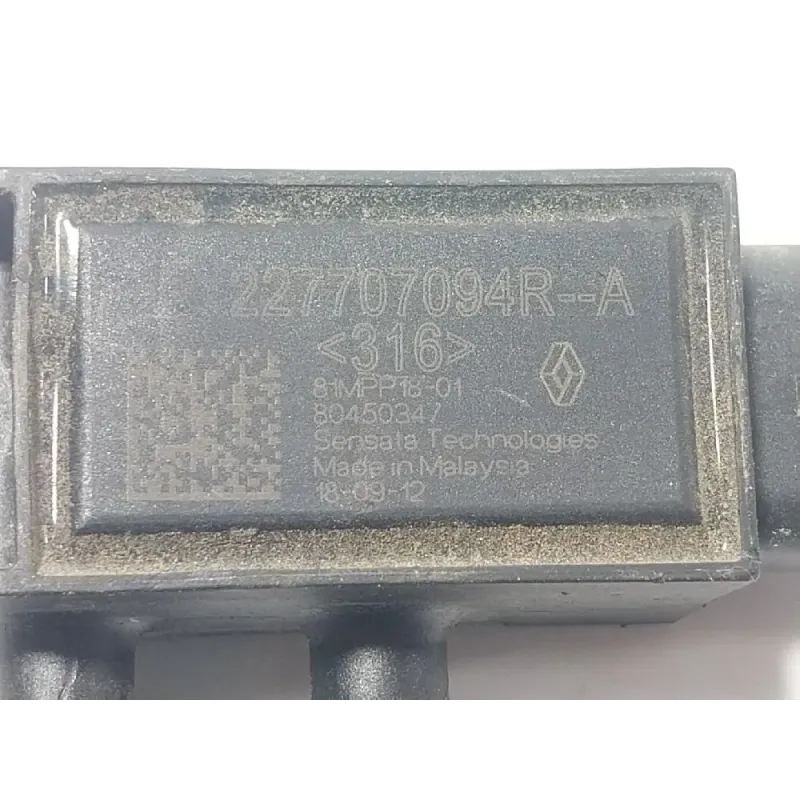 227707094R--A
<316>
81MPP18-01
80450347
Sensata Technologies
Made in Malaysia
18-09-12